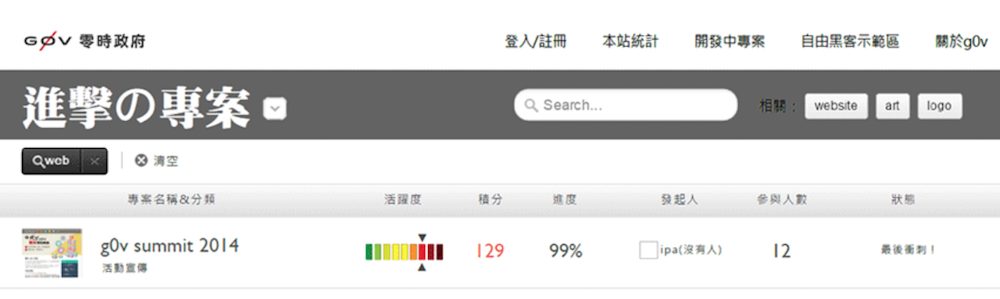 g0v 零時政府 登入/註冊 本站統計 開發中專案 自由黑客示範區 關於g0v
進擊の專案 Search... 相關： website art logo
web × 清空
專案名稱&分類 活躍度 積分 進度 發起人 參與人數 狀態
g0v summit 2014 129 99% ipa(沒有人) 12 最後衝刺！
活動宣傳